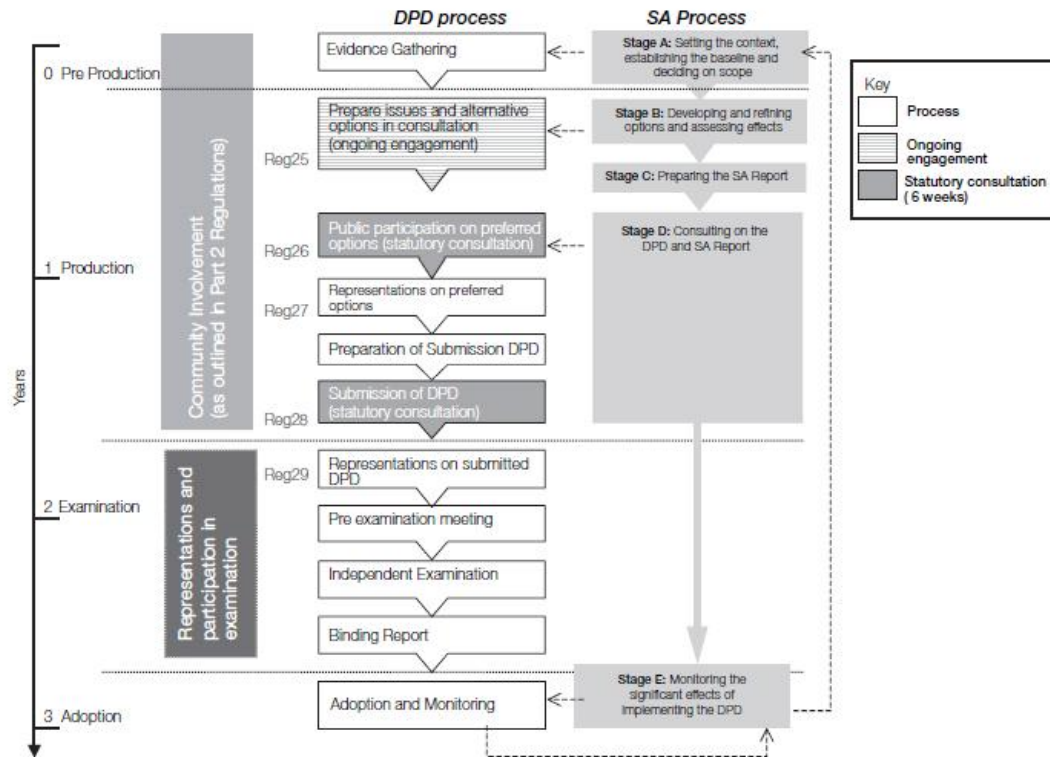 DPD process
SA Process
Evidence Gathering
Stage A: Setting the context,
establishing the baseline and
deciding on scope
0 Pre Production
Key
Process
Ongoing
engagement
Statutory consultation
( 6 weeks)
Prepare issues and alternative
options in consultation
(ongoing engagement)
Stage B: Developing and refining
options and assessing effects
Reg25
Stage C: Preparing the SA Report
Community Involvement
(as outlined in Part 2 Regulations)
Public participation on preferred
options (statutory consultation)
Stage D: Consulting on the
DPD and SA Report
Reg26
1 Production
Representations on preferred
options
Reg27
Preparation of Submission DPD
Years
Submission of DPD
(statutory consultation)
Reg28
Representations on submitted
DPD
Reg29
2 Examination
Representations and
participation in
examination
Pre examination meeting
Independent Examination
Binding Report
Stage E: Monitoring the
significant effects of
implementing the DPD
Adoption and Monitoring
3 Adoption